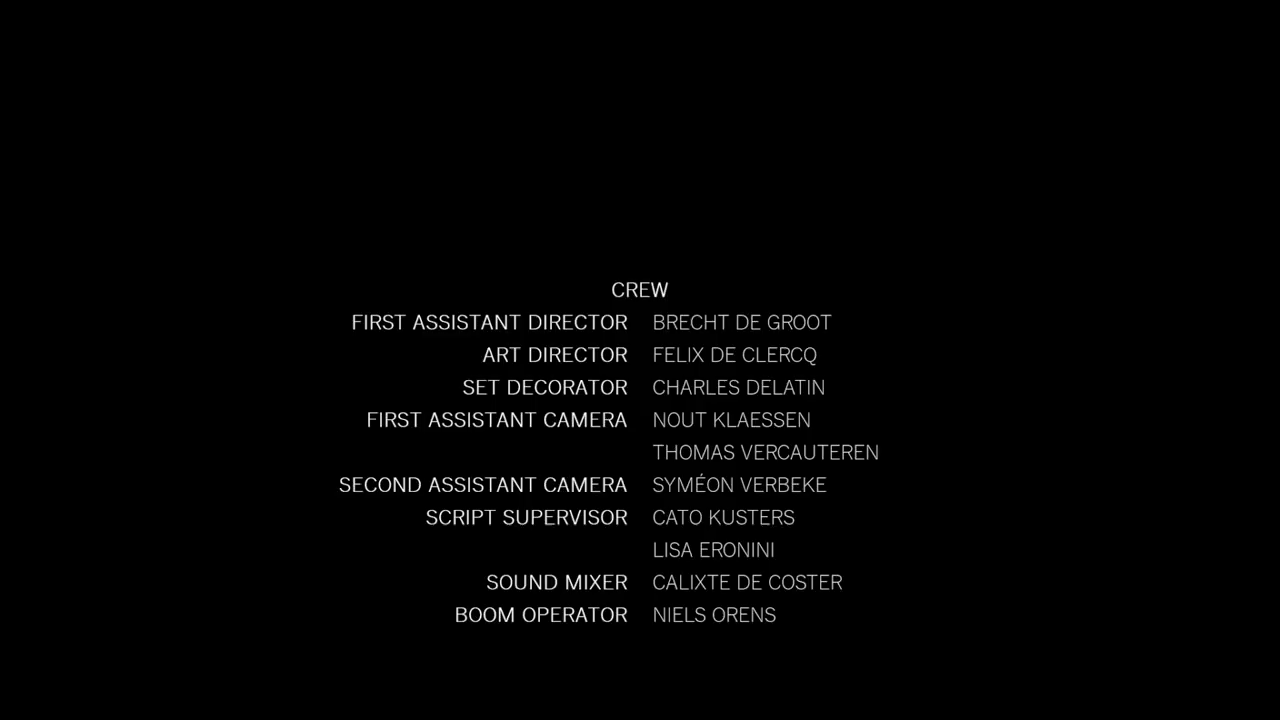 CREW
FIRST ASSISTANT DIRECTOR BRECHT DE GROOT
ART DIRECTOR FELIX DE CLERCQ
SET DECORATOR CHARLES DELATIN
FIRST ASSISTANT CAMERA NOUT KLAESSEN
THOMAS VERCAUTEREN
SECOND ASSISTANT CAMERA SYMÉON VERBEKE
SCRIPT SUPERVISOR CATO KUSTERS
LISA ERONINI
SOUND MIXER CALIXTE DE COSTER
BOOM OPERATOR NIELS ORENS